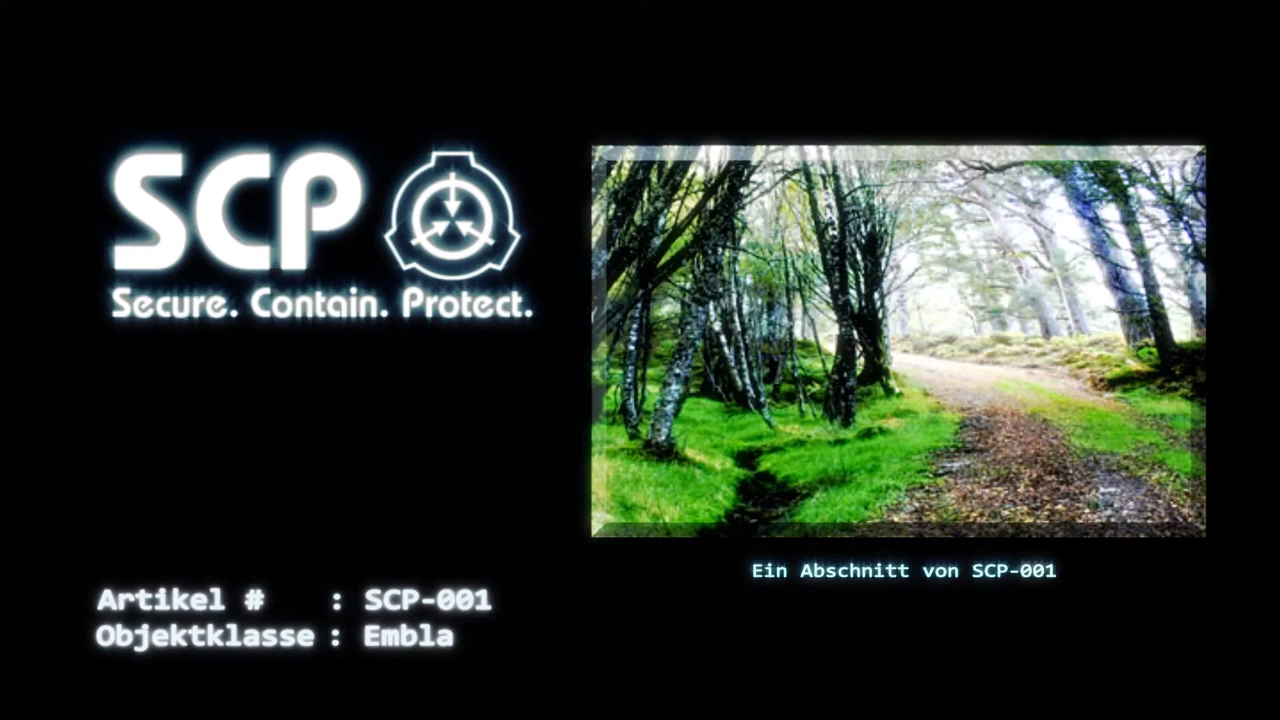 SCP
Secure. Contain. Protect.
Ein Abschnitt von SCP-001
Artikel # : SCP-001
Objektklasse : Embla